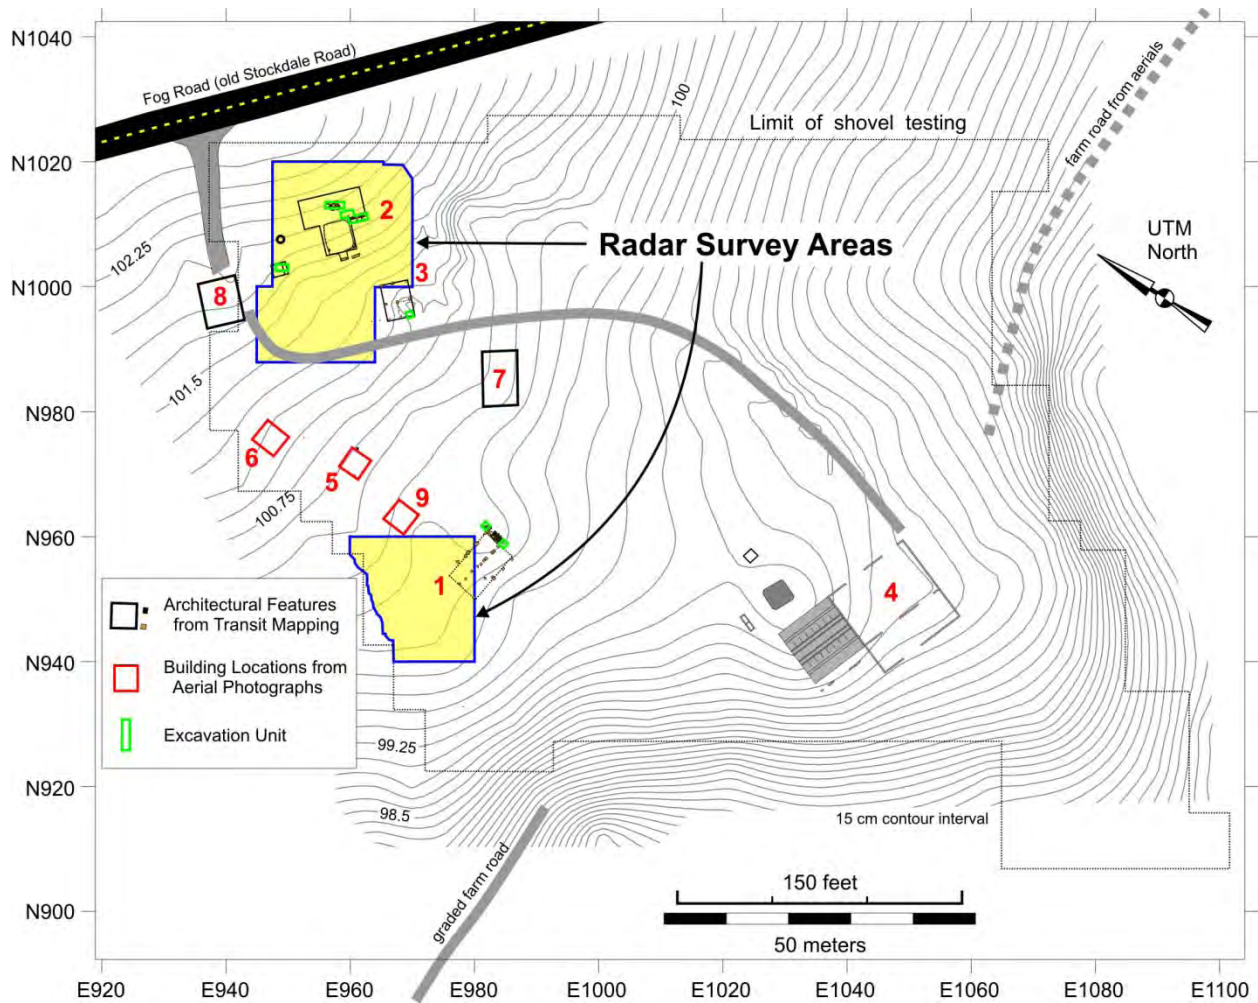 N1040
N1020
N1000
N980
N960
N940
N920
N900
Fog Road (old Stockdale Road)
100
Limit of shovel testing
farm road from aerials
UTM
North
102.25
2
Radar Survey Areas
3
8
101.5
7
6
5
100.75
9
1
4
Architectural Features
from Transit Mapping
Building Locations from
Aerial Photographs
Excavation Unit
99.25
98.5
15 cm contour interval
graded farm road
150 feet
50 meters
E920 E940 E960 E980 E1000 E1020 E1040 E1060 E1080 E1100